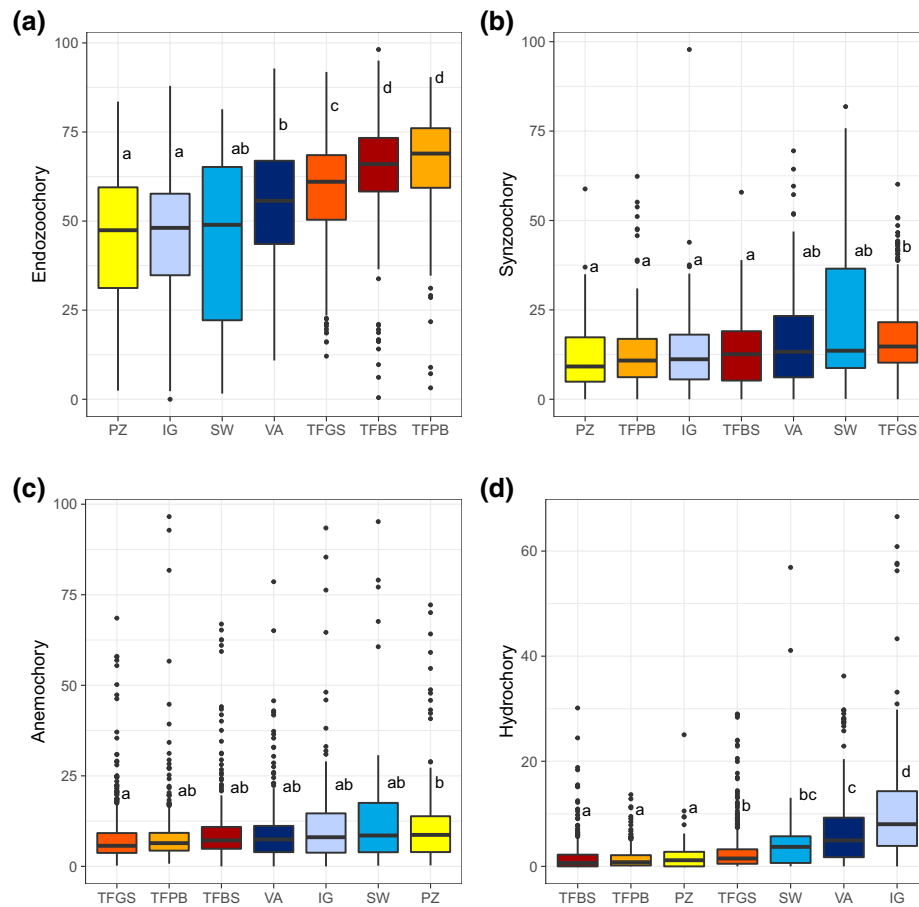 (a)
Endozoochory
100
75
50
25
0
a a ab b c d d
PZ IG SW VA TFGS TFBS TFPB
(b)
Synzoochory
100
75
50
25
0
a a a a ab ab b
PZ TFPB IG TFBS VA SW TFGS
(c)
Anemochory
100
75
50
25
0
a ab ab ab ab ab b
TFGS TFPB TFBS VA IG SW PZ
(d)
Hydrochory
60
40
20
0
a a a b bc c d
TFBS TFPB PZ TFGS SW VA IG